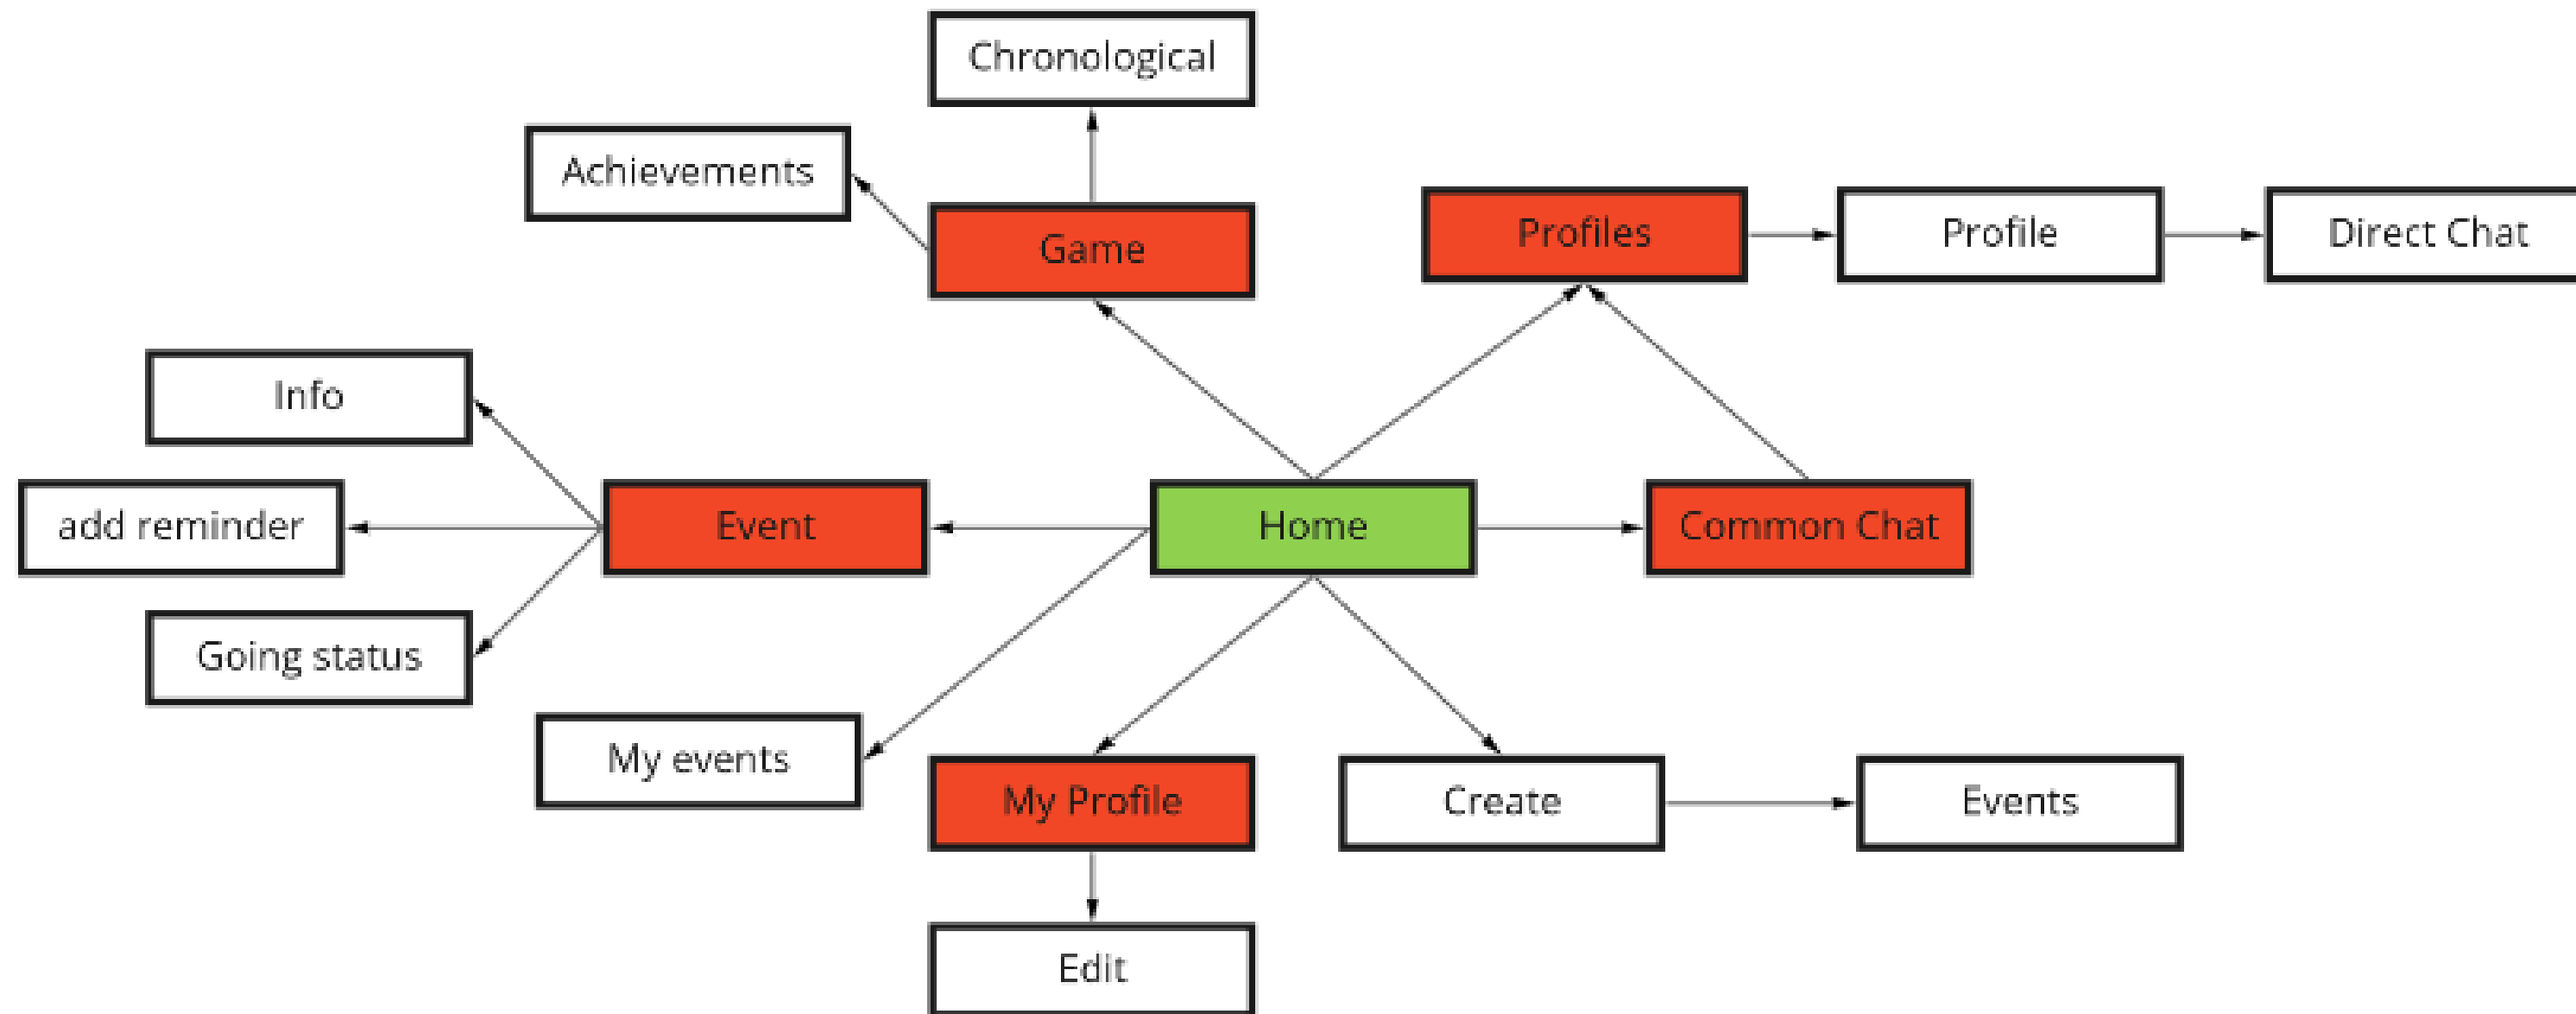 Chronological
Achievements
Game
Profiles
Profile
Direct Chat
Info
add reminder
Event
Home
Common Chat
Going status
My events
My Profile
Create
Events
Edit